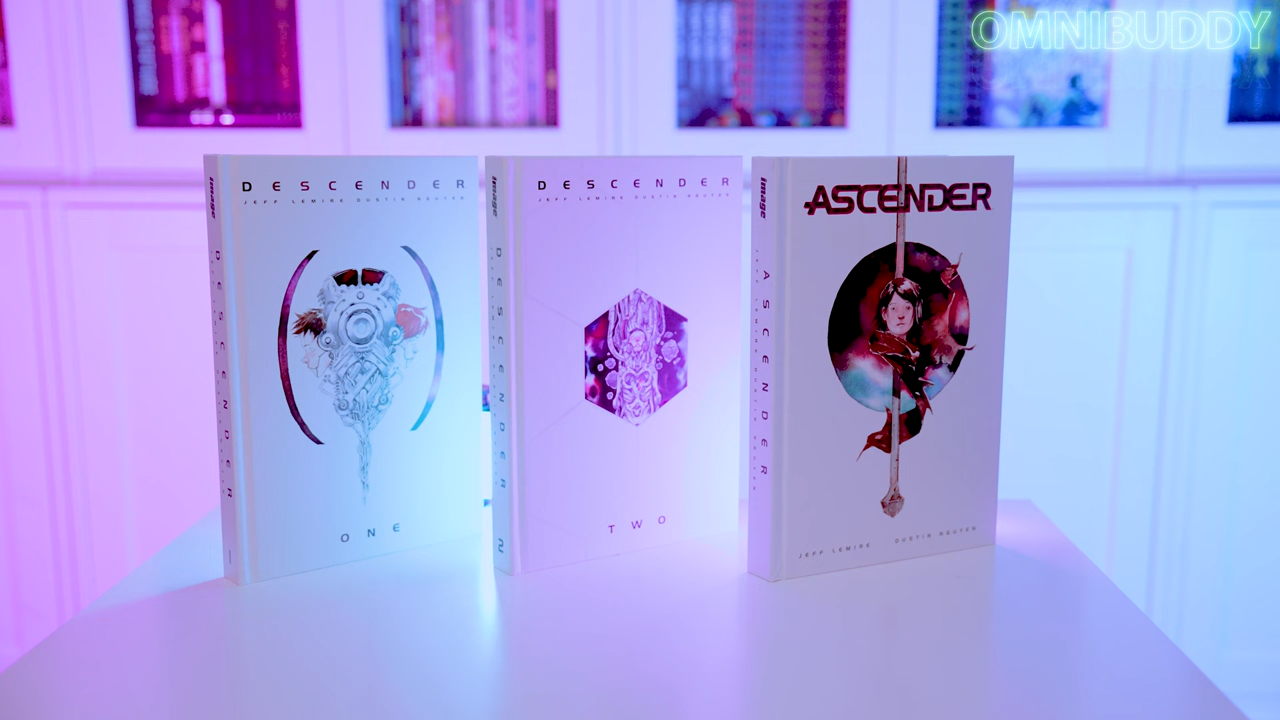 OMNIBUDDY
image
DESCENDER
DESCENDER
JEFF LEMIRE DUSTIN NGUYEN
ONE
image
DESCENDER
2
DESCENDER
JEFF LEMIRE DUSTIN NGUYEN
TWO
image
ASCENDER
ASCENDER
JEFF LEMIRE DUSTIN NGUYEN